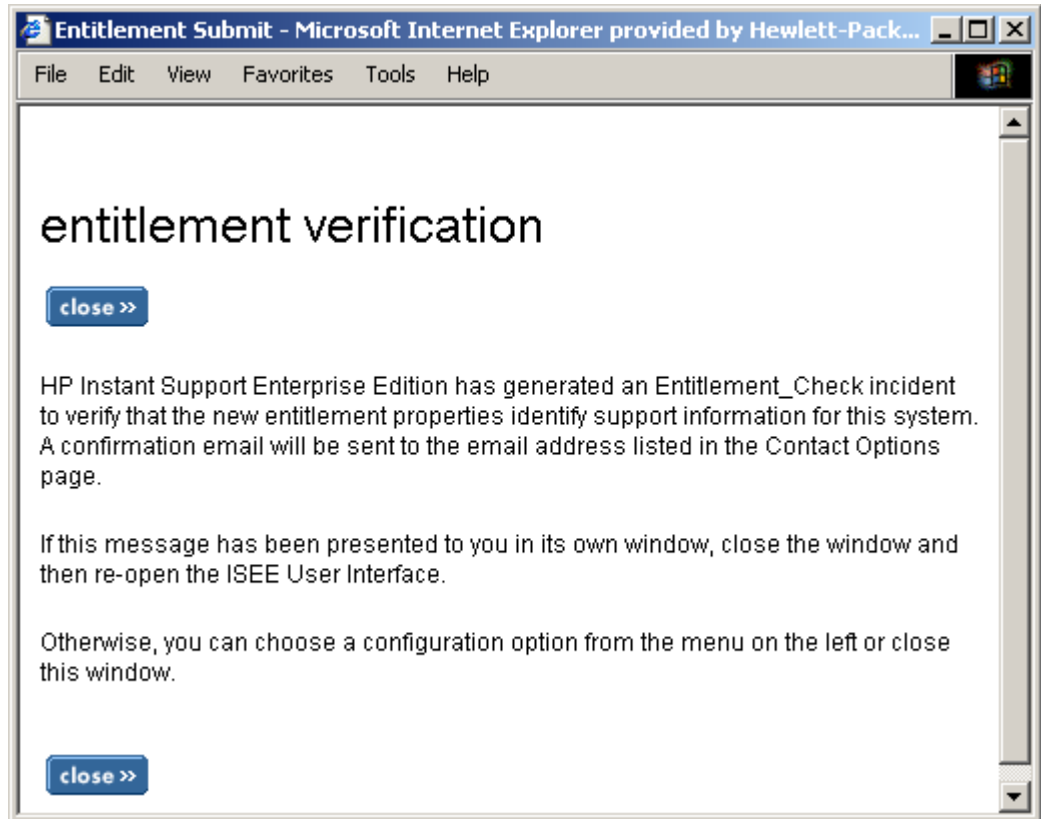 Entitlement Submit - Microsoft Internet Explorer provided by Hewlett-Pack...
File Edit View Favorites Tools Help
entitlement verification
close »
HP Instant Support Enterprise Edition has generated an Entitlement_Check incident
to verify that the new entitlement properties identify support information for this system.
A confirmation email will be sent to the email address listed in the Contact Options
page.
If this message has been presented to you in its own window, close the window and
then re-open the ISEE User Interface.
Otherwise, you can choose a configuration option from the menu on the left or close
this window.
close »